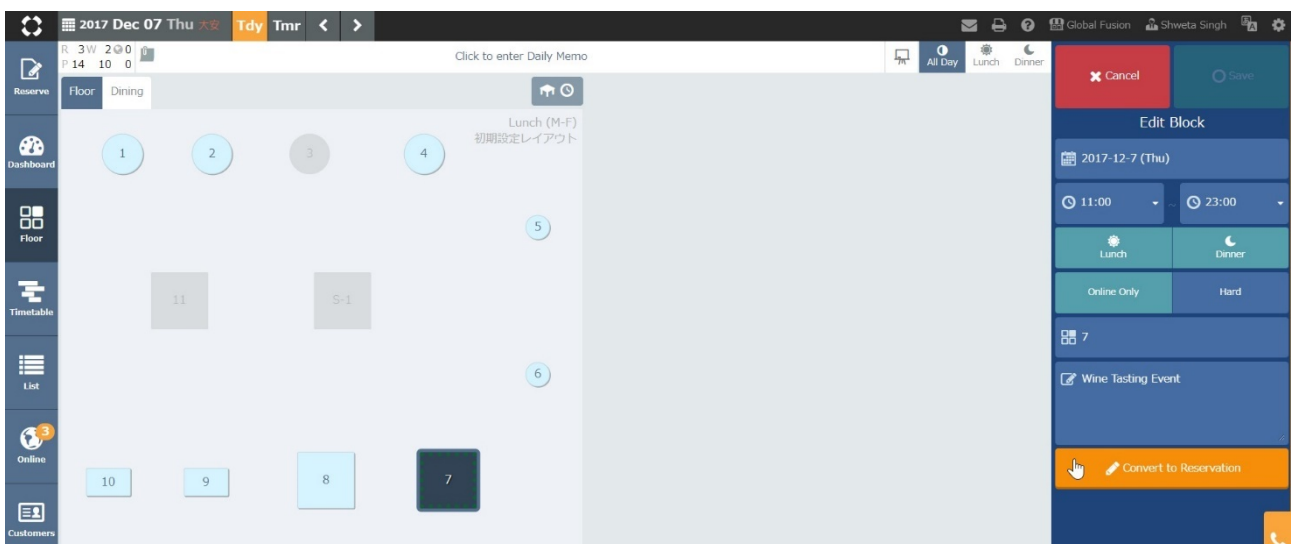 2017 Dec 07 Thu 大安 Tdy Tmr
Global Fusion Shweta Singh
R 3 W 2 0
P 14 10 0
Click to enter Daily Memo
All Day Lunch Dinner
Cancel Save
Reserve
Dashboard
Floor
Timetable
List
3
Online
Customers
Floor Dining
Lunch (M-F)
初期設定レイアウト
1 2 3 4
5
11 S-1
6
10 9 8 7
Edit Block
2017-12-7 (Thu)
11:00 ~ 23:00
Lunch Dinner
Online Only Hard
7
Wine Tasting Event
Convert to Reservation